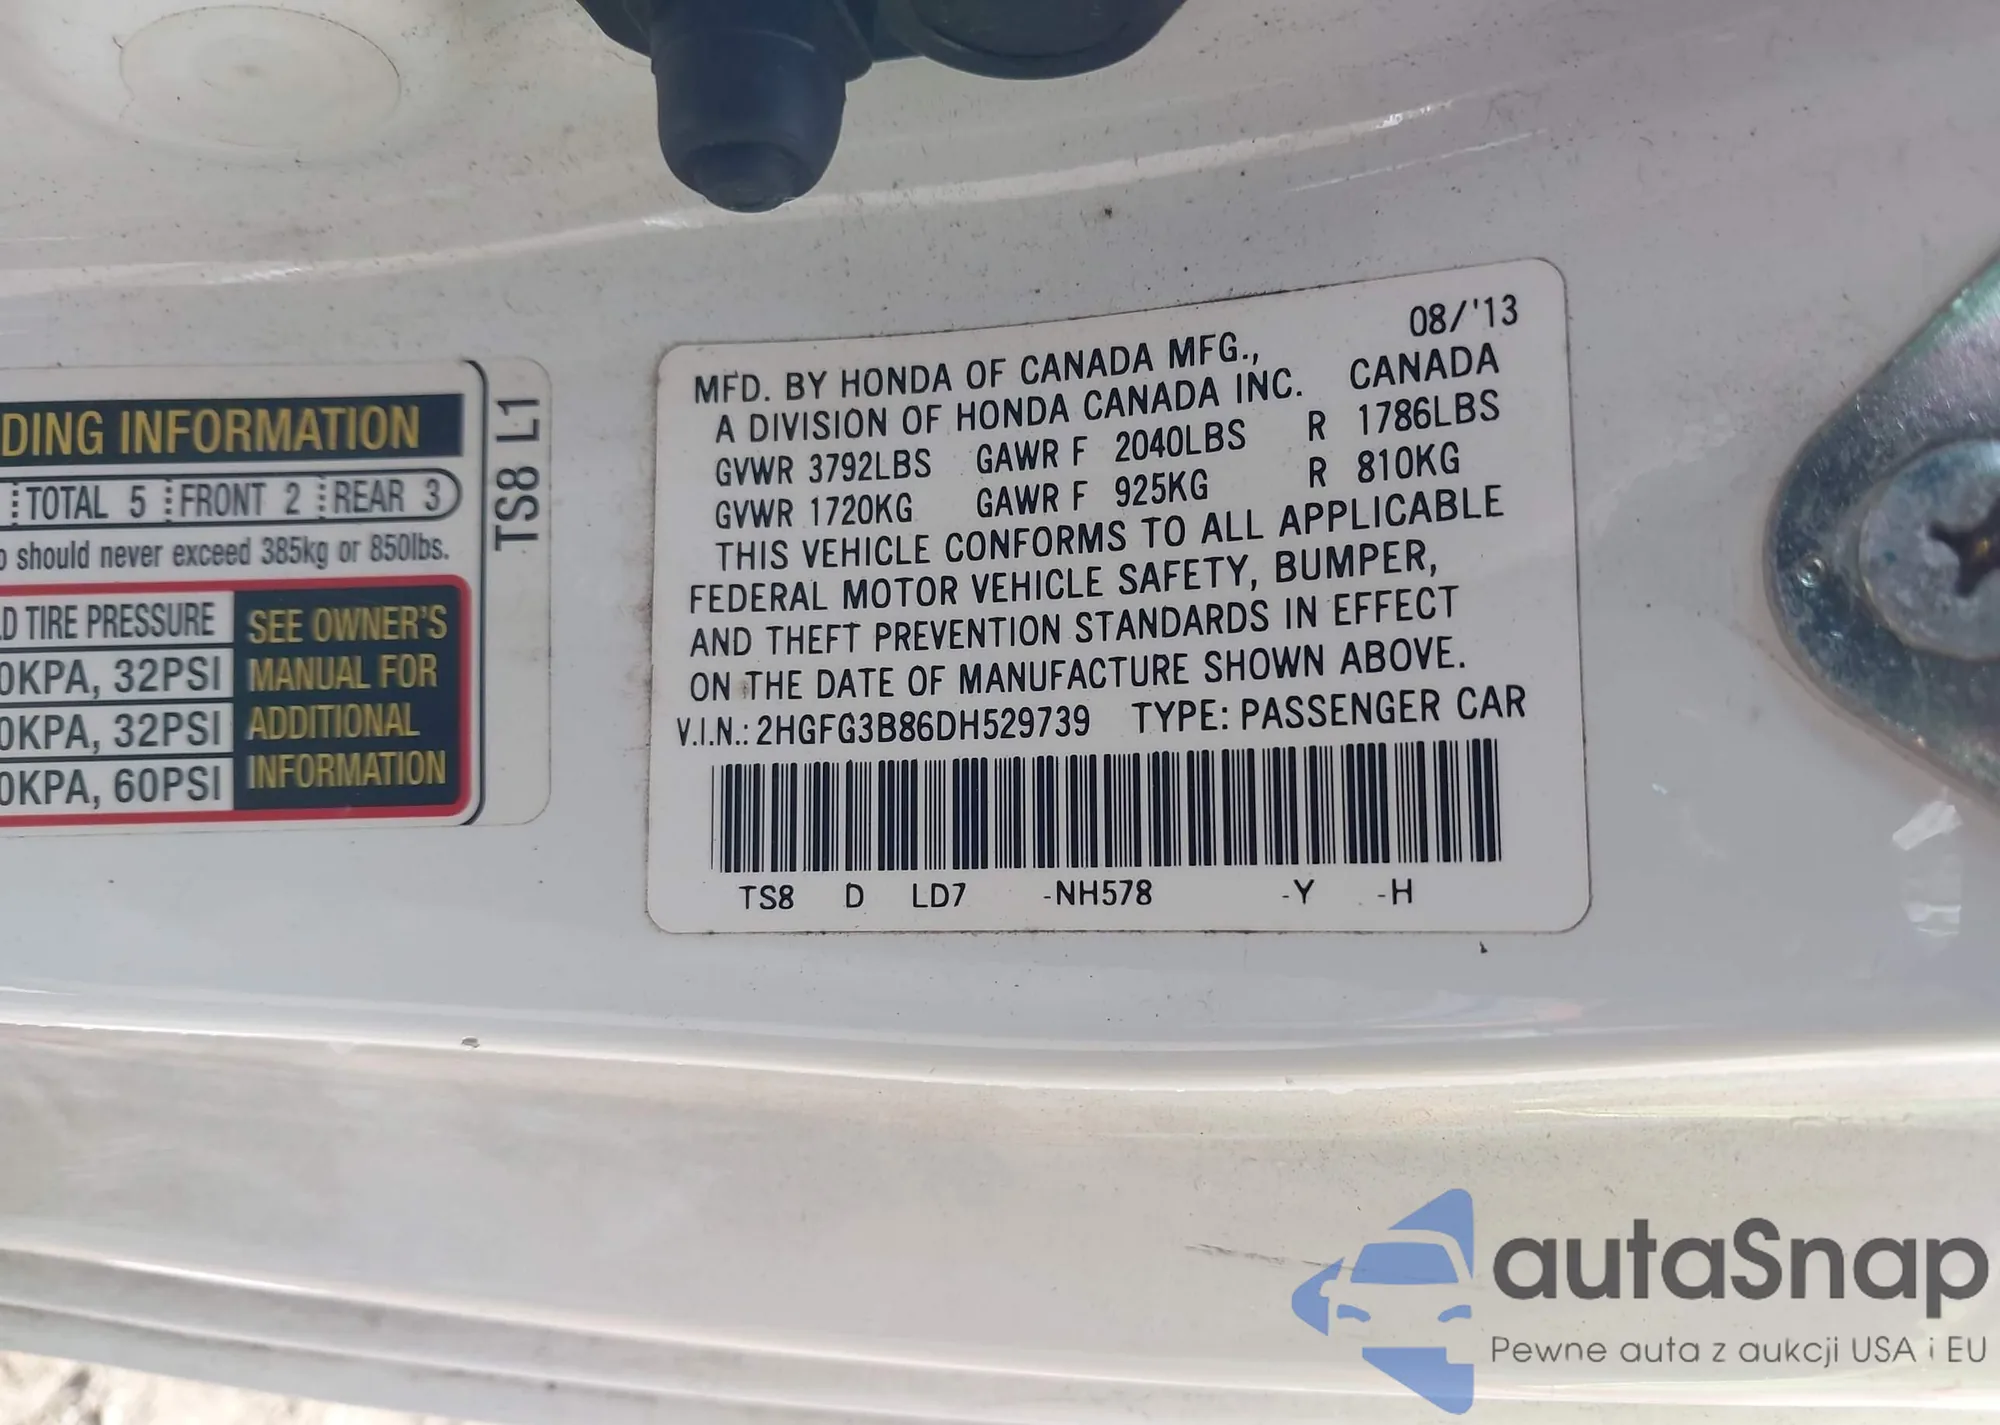 DING INFORMATION
TOTAL 5 FRONT 2 REAR 3
should never exceed 385kg or 850lbs.
TIRE PRESSURE
0KPA, 32PSI
0KPA, 32PSI
0KPA, 60PSI
SEE OWNER'S
MANUAL FOR
ADDITIONAL
INFORMATION
TS8 L1
08/'13
MFD. BY HONDA OF CANADA MFG.,
A DIVISION OF HONDA CANADA INC. CANADA
GVWR 3792LBS GAWR F 2040LBS R 1786LBS
GVWR 1720KG GAWR F 925KG R 810KG
THIS VEHICLE CONFORMS TO ALL APPLICABLE
FEDERAL MOTOR VEHICLE SAFETY, BUMPER,
AND THEFT PREVENTION STANDARDS IN EFFECT
ON THE DATE OF MANUFACTURE SHOWN ABOVE.
V.I.N.: 2HGFG3B86DH529739 TYPE: PASSENGER CAR
TS8 D LD7 -NH578 -Y -H
autaSnap
Pewne auta z aukcji USA i EU